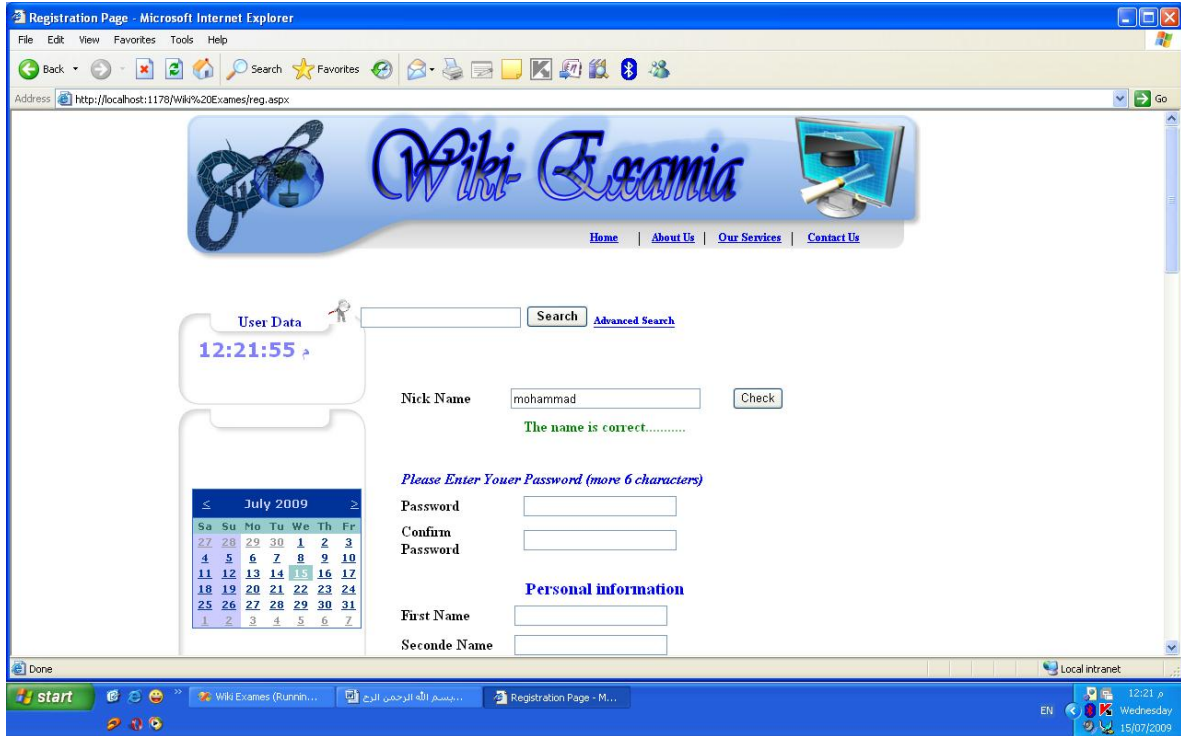 Registration Page - Microsoft Internet Explorer
File Edit View Favorites Tools Help
Back Search Favorites
Address http://localhost:1178/Wiki%20Exames/reg.aspx Go
Wiki- Examia
Home | About Us | Our Services | Contact Us
User Data
Search Advanced Search
12:21:55 م
Nick Name mohammad Check
The name is correct...........
Please Enter Youer Password (more 6 characters)
Password
Confirm
Password
Personal information
First Name
Seconde Name
< July 2009 >
Sa Su Mo Tu We Th Fr
27 28 29 30 1 2 3
4 5 6 7 8 9 10
11 12 13 14 15 16 17
18 19 20 21 22 23 24
25 26 27 28 29 30 31
1 2 3 4 5 6 7
Done Local intranet
start Wiki Exames (Runnin... بسم الله الرحمن الرح... Registration Page - M...
EN 12:21 م
Wednesday
15/07/2009